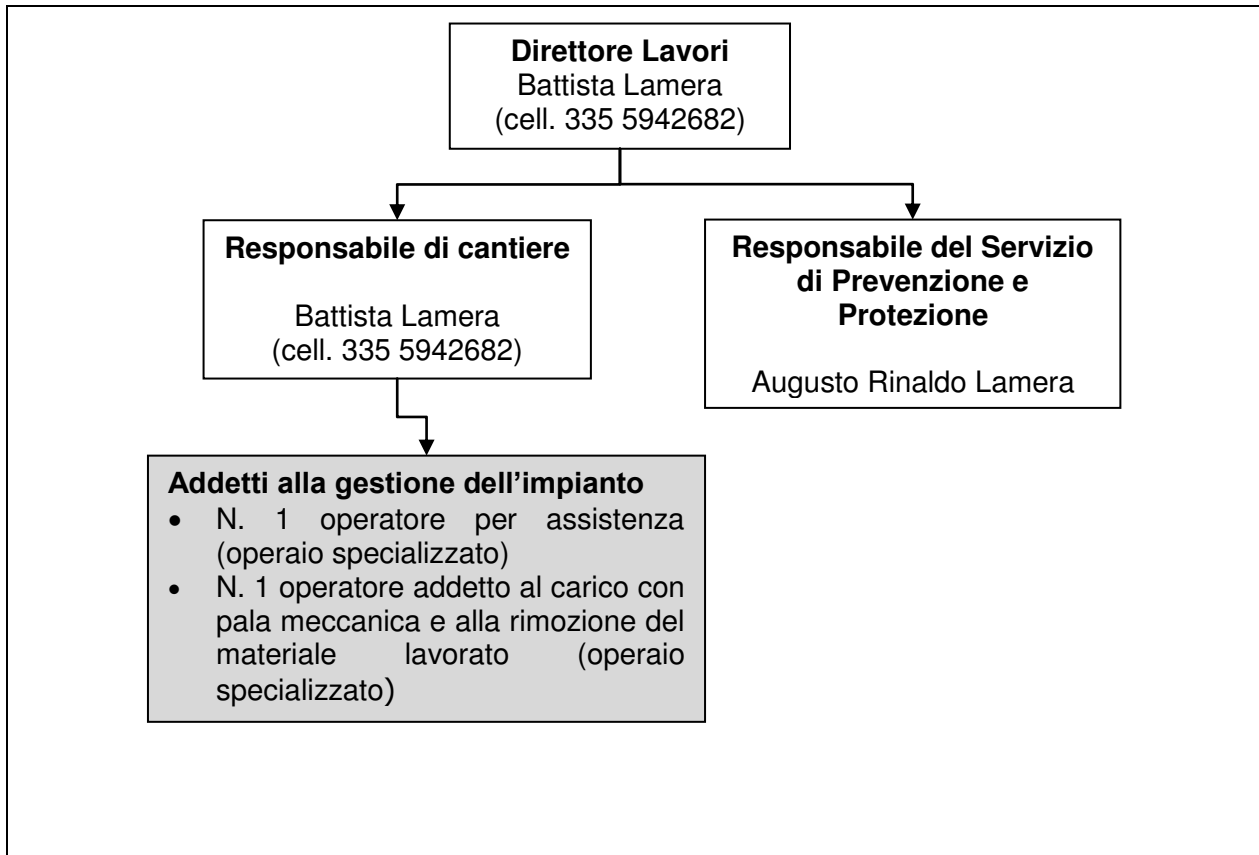 Direttore Lavori
Battista Lamera
(cell. 335 5942682)
Responsabile di cantiere
Battista Lamera
(cell. 335 5942682)
Responsabile del Servizio
di Prevenzione e
Protezione
Augusto Rinaldo Lamera
Addetti alla gestione dell’impianto
• N. 1 operatore per assistenza
(operaio specializzato)
• N. 1 operatore addetto al carico con
pala meccanica e alla rimozione del
materiale lavorato (operaio
specializzato)